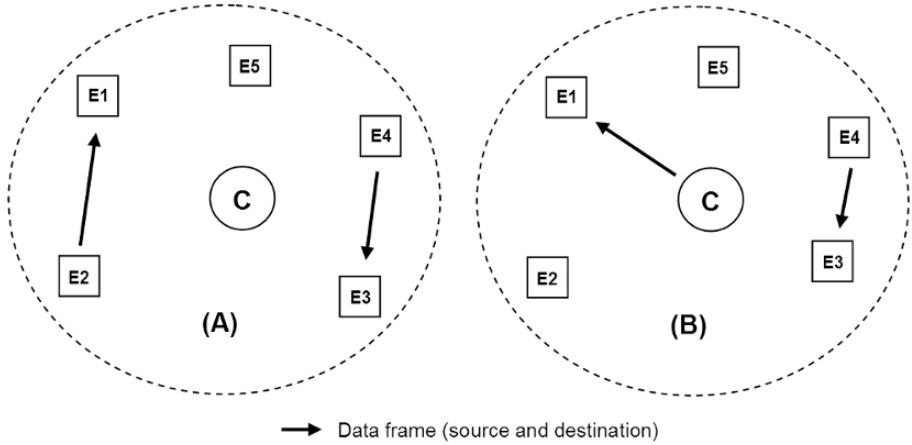 E1
E5
E4
C
E2
E3
(A)
E1
E5
E4
C
E2
E3
(B)
Data frame (source and destination)